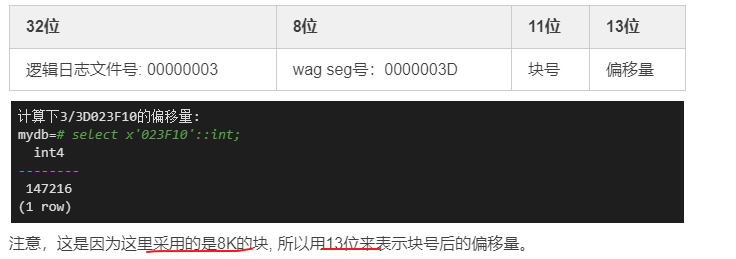 32位 8位 11位 13位
逻辑日志文件号: 00000003 wag seg号：0000003D 块号 偏移量
计算下3/3D023F10的偏移量:
mydb=# select x'023F10'::int;
int4
--------
147216
(1 row)
注意，这是因为这里采用的是8K的块, 所以用13位来表示块号后的偏移量。